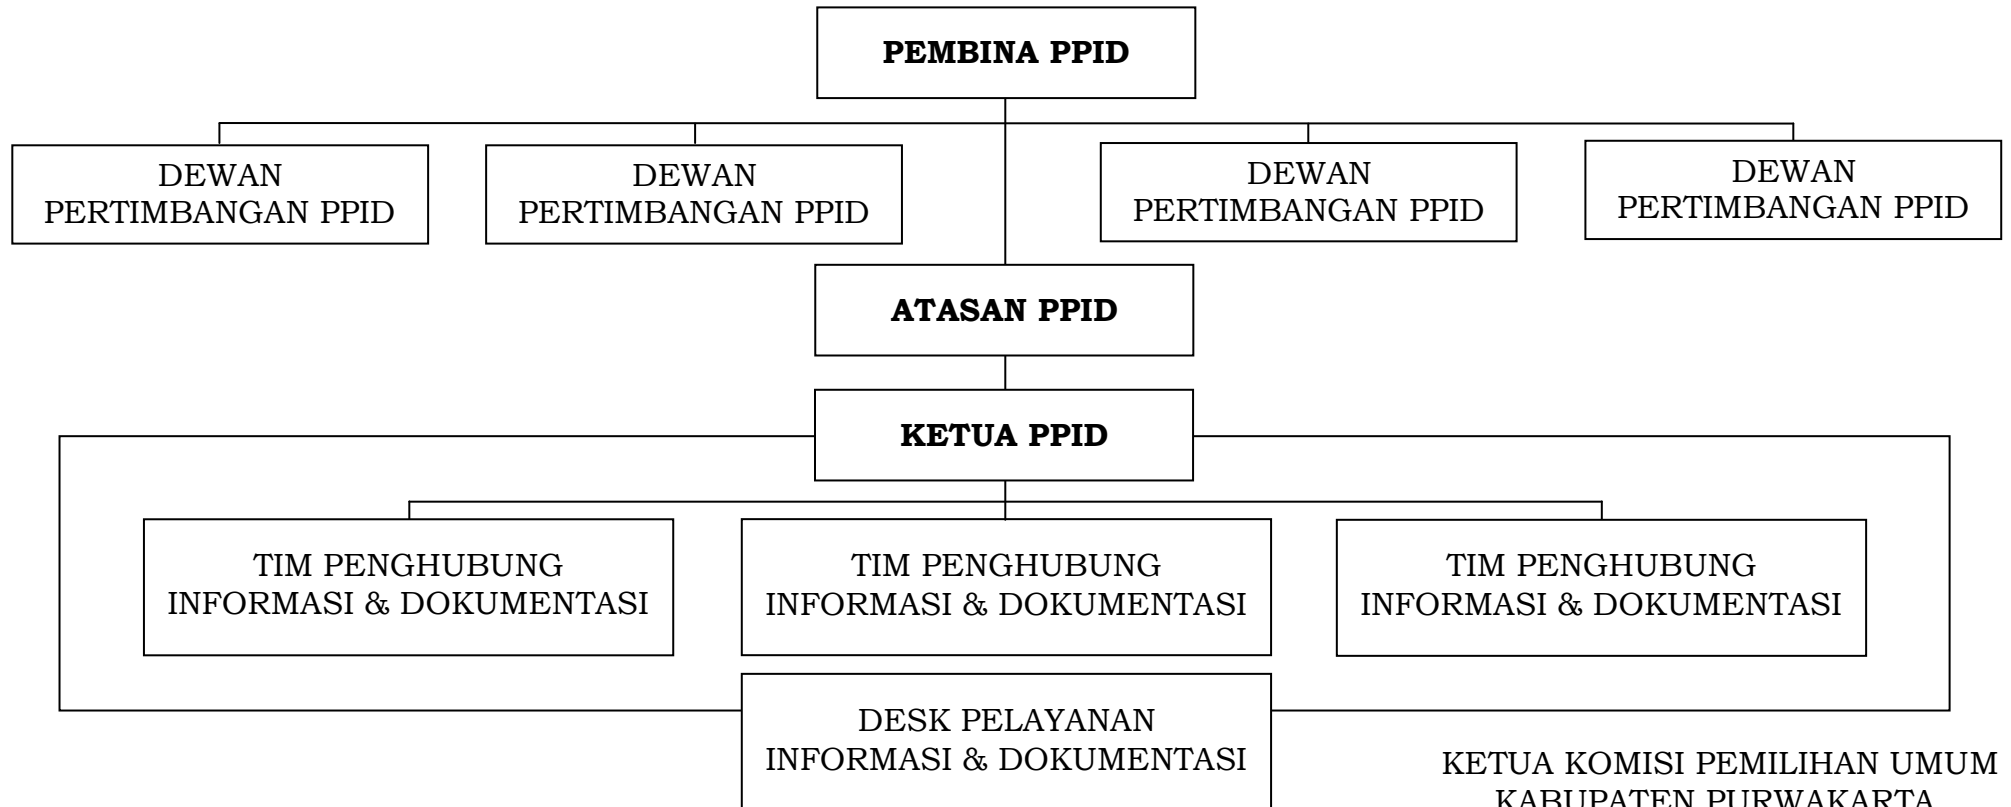 PEMBINA PPID
DEWAN
PERTIMBANGAN PPID
DEWAN
PERTIMBANGAN PPID
DEWAN
PERTIMBANGAN PPID
DEWAN
PERTIMBANGAN PPID
ATASAN PPID
KETUA PPID
TIM PENGHUBUNG
INFORMASI & DOKUMENTASI
TIM PENGHUBUNG
INFORMASI & DOKUMENTASI
TIM PENGHUBUNG
INFORMASI & DOKUMENTASI
DESK PELAYANAN
INFORMASI & DOKUMENTASI
KETUA KOMISI PEMILIHAN UMUM
KABUPATEN PURWAKARTA